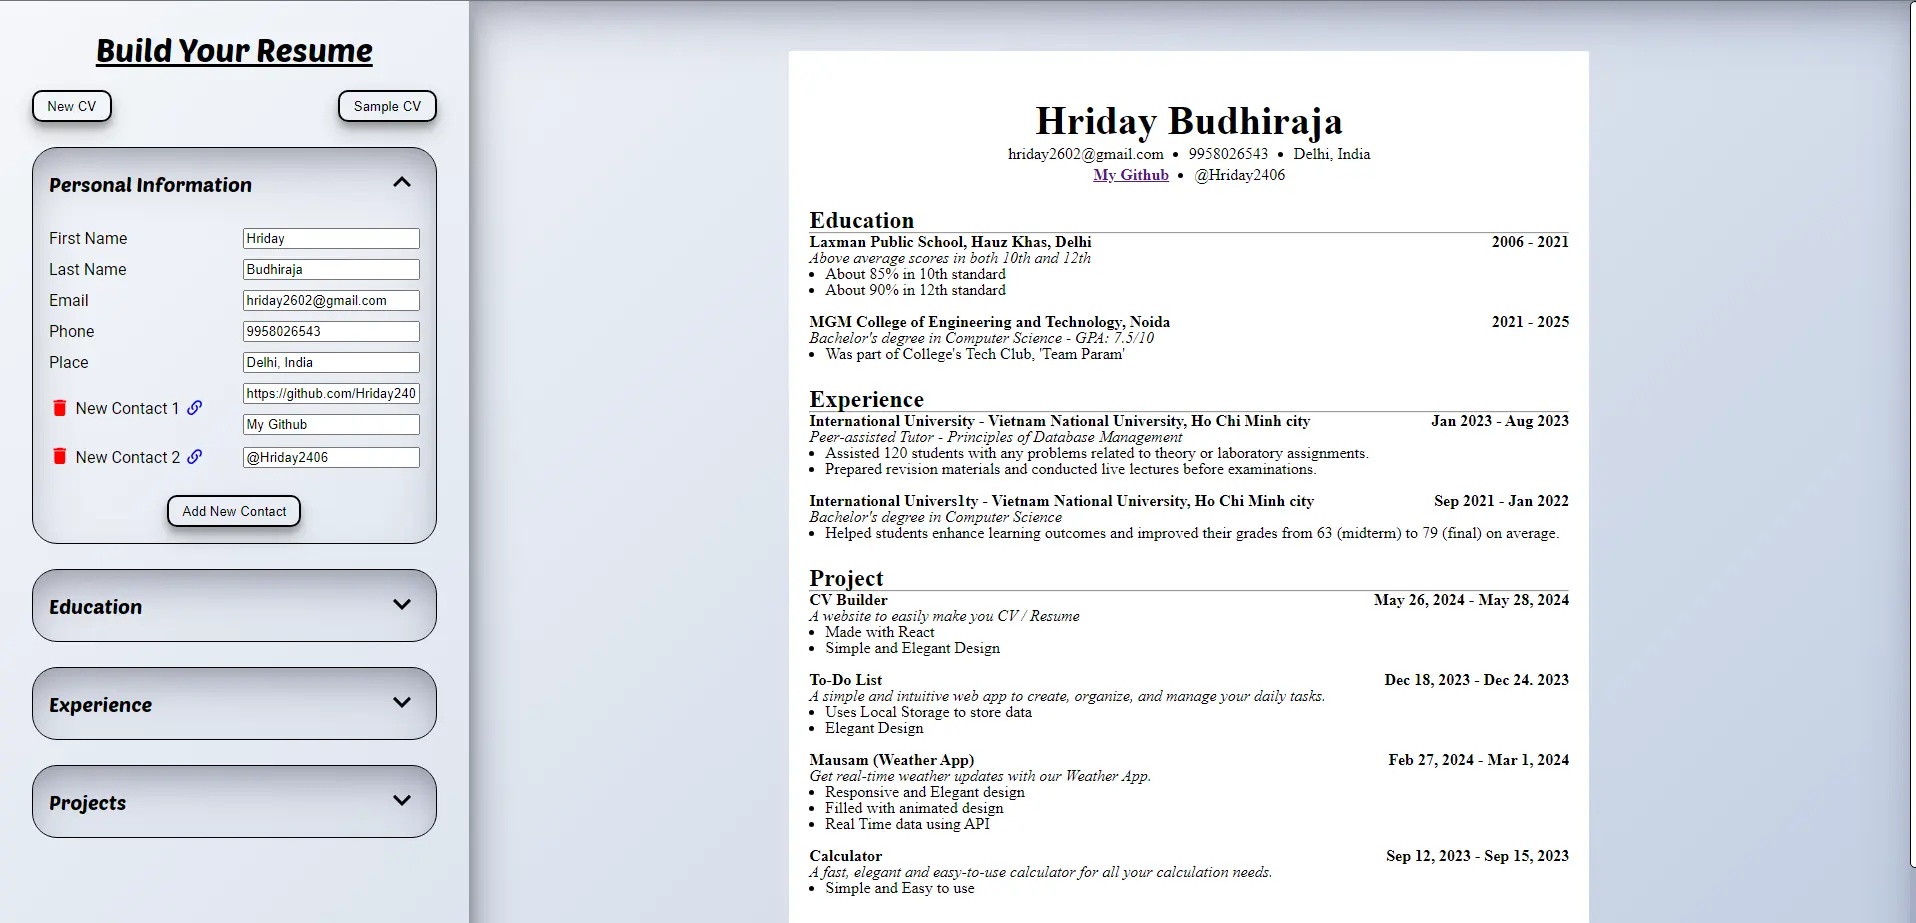 Build Your Resume
New CV
Sample CV
Personal Information
First Name
Hriday
Last Name
Budhiraja
Email
hriday2602@gmail.com
Phone
9958026543
Place
Delhi, India
New Contact 1
https://github.com/Hriday240
My Github
New Contact 2
@Hriday2406
Add New Contact
Education
Experience
Projects
Hriday Budhiraja
hriday2602@gmail.com • 9958026543 • Delhi, India
My Github • @Hriday2406
Education
Laxman Public School, Hauz Khas, Delhi 2006 - 2021
Above average scores in both 10th and 12th
• About 85% in 10th standard
• About 90% in 12th standard
MGM College of Engineering and Technology, Noida 2021 - 2025
Bachelor's degree in Computer Science - GPA: 7.5/10
• Was part of College's Tech Club, 'Team Param'
Experience
International University - Vietnam National University, Ho Chi Minh city Jan 2023 - Aug 2023
Peer-assisted Tutor - Principles of Database Management
• Assisted 120 students with any problems related to theory or laboratory assignments.
• Prepared revision materials and conducted live lectures before examinations.
International Univers1ty - Vietnam National University, Ho Chi Minh city Sep 2021 - Jan 2022
Bachelor's degree in Computer Science
• Helped students enhance learning outcomes and improved their grades from 63 (midterm) to 79 (final) on average.
Project
CV Builder May 26, 2024 - May 28, 2024
A website to easily make you CV / Resume
• Made with React
• Simple and Elegant Design
To-Do List Dec 18, 2023 - Dec 24. 2023
A simple and intuitive web app to create, organize, and manage your daily tasks.
• Uses Local Storage to store data
• Elegant Design
Mausam (Weather App) Feb 27, 2024 - Mar 1, 2024
Get real-time weather updates with our Weather App.
• Responsive and Elegant design
• Filled with animated design
• Real Time data using API
Calculator Sep 12, 2023 - Sep 15, 2023
A fast, elegant and easy-to-use calculator for all your calculation needs.
• Simple and Easy to use